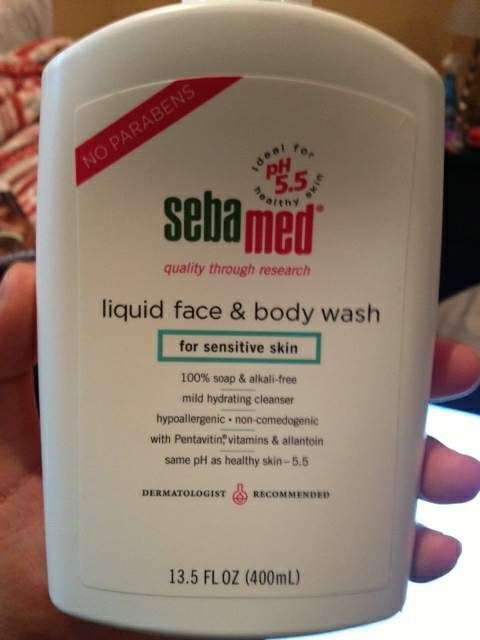 NO PARABENS
ideal for
pH
5.5
healthy skin
sebamed®
quality through research
liquid face & body wash
for sensitive skin
100% soap & alkali-free
mild hydrating cleanser
hypoallergenic • non-comedogenic
with Pentavitin,® vitamins & allantoin
same pH as healthy skin – 5.5
DERMATOLOGIST RECOMMENDED
13.5 FL OZ (400mL)